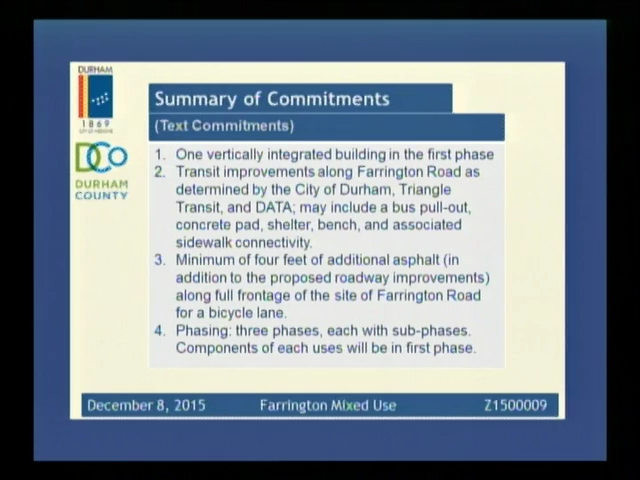 DURHAM
1869
CITY OF MEDICINE
DCO
DURHAM
COUNTY
Summary of Commitments
(Text Commitments)
1. One vertically integrated building in the first phase
2. Transit improvements along Farrington Road as
determined by the City of Durham, Triangle
Transit, and DATA; may include a bus pull-out,
concrete pad, shelter, bench, and associated
sidewalk connectivity.
3. Minimum of four feet of additional asphalt (in
addition to the proposed roadway improvements)
along full frontage of the site of Farrington Road
for a bicycle lane.
4. Phasing: three phases, each with sub-phases.
Components of each uses will be in first phase.
December 8, 2015 Farrington Mixed Use Z1500009